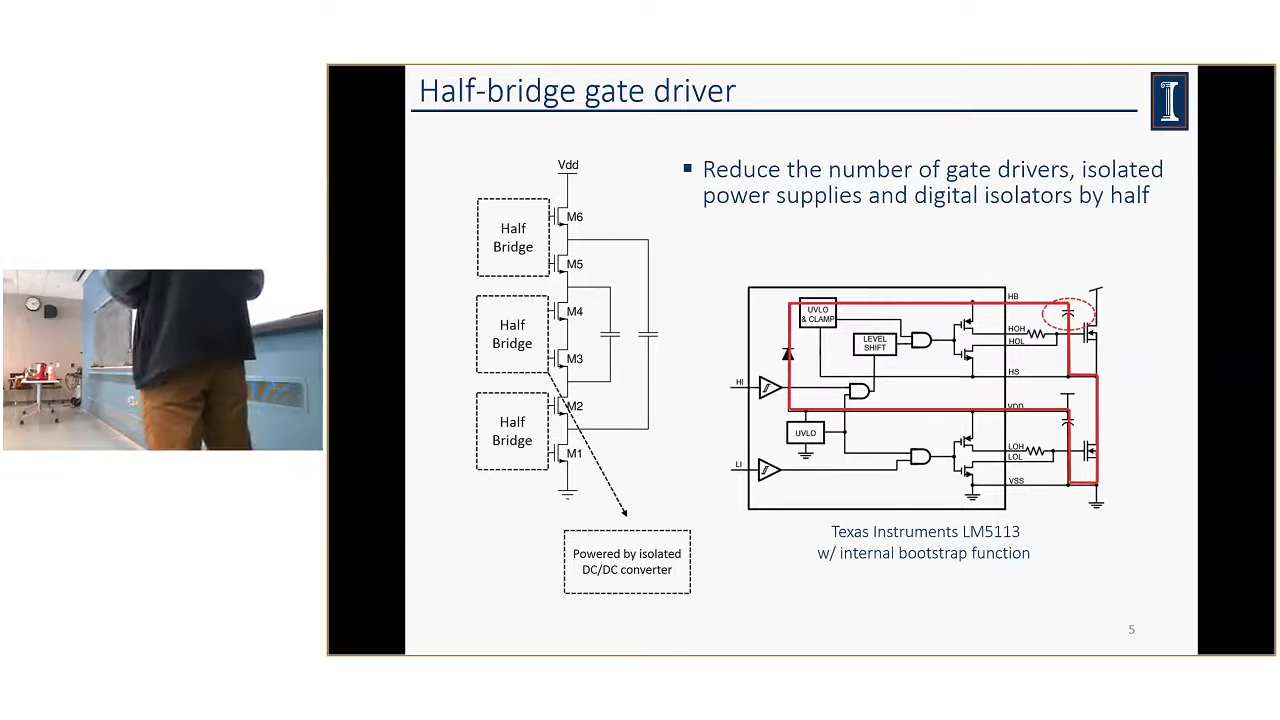 Half-bridge gate driver
I
Reduce the number of gate drivers, isolated
power supplies and digital isolators by half
Vdd
M6
Half
Bridge
M5
M4
Half
Bridge
M3
M2
Half
Bridge
M1
Powered by isolated
DC/DC converter
HB
UVLO
& CLAMP
LEVEL
SHIFT
HOH
HOL
HS
HI
VDD
UVLO
LOH
LOL
LI
VSS
Texas Instruments LM5113
w/ internal bootstrap function
5